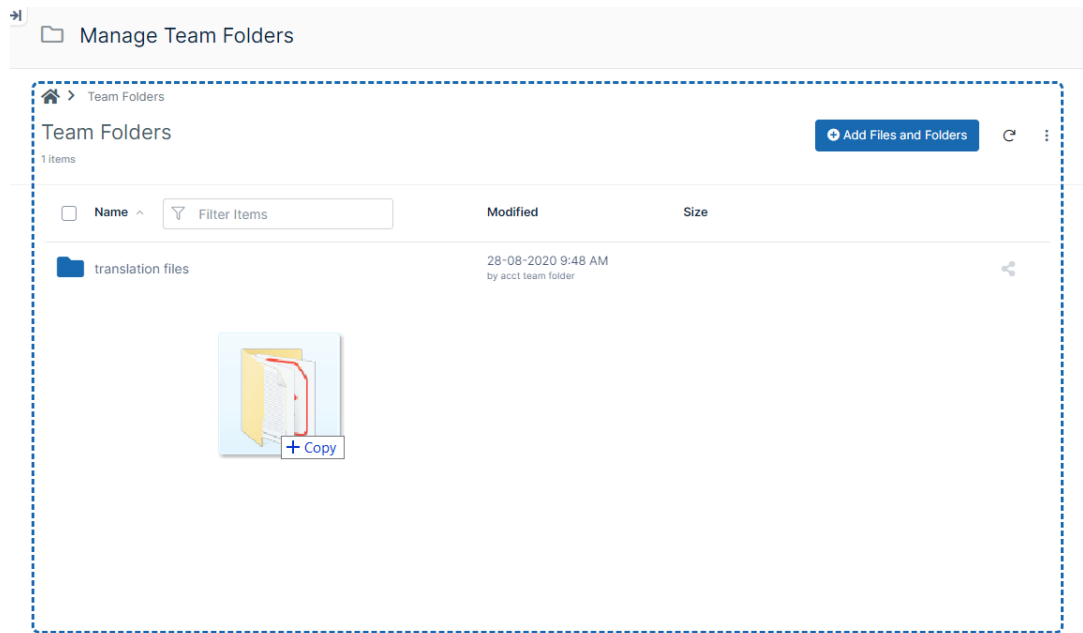 Manage Team Folders
Team Folders
Team Folders
Add Files and Folders
1 items
Name
Filter Items
Modified
Size
translation files
28-08-2020 9:48 AM
by acct team folder
+ Copy